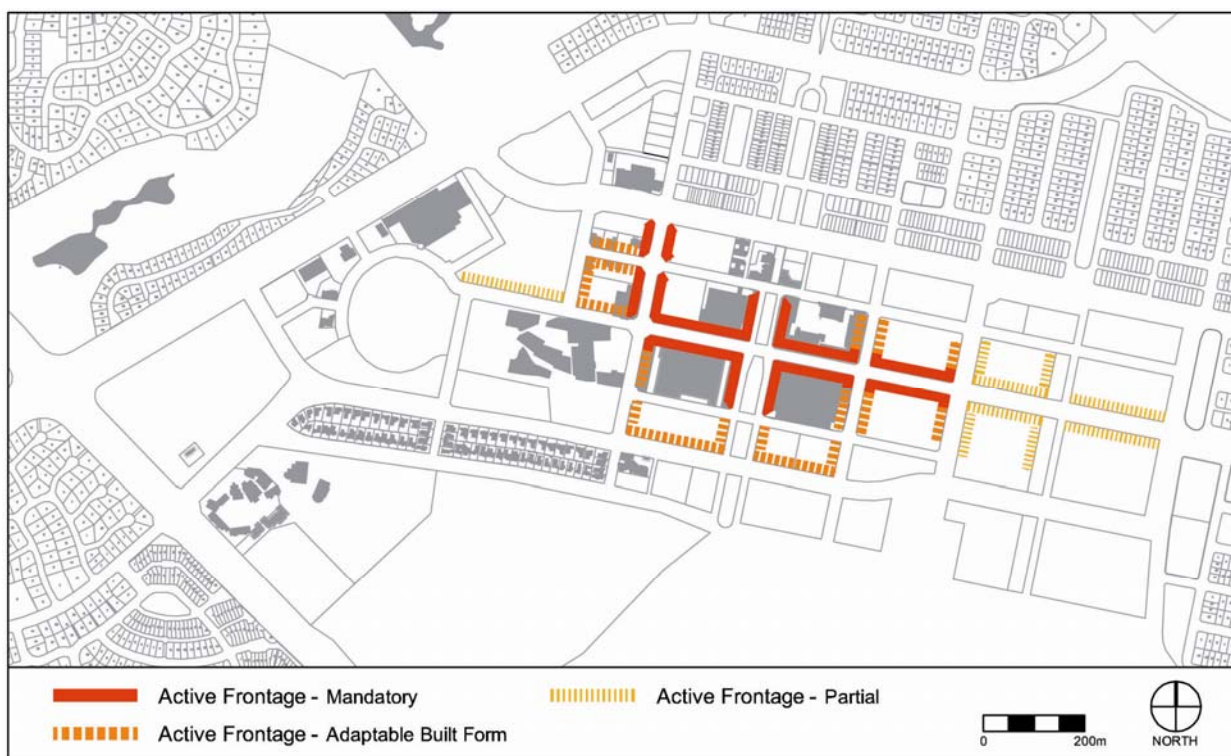 Active Frontage - Mandatory
Active Frontage - Partial
Active Frontage - Adaptable Built Form
0
200m
NORTH